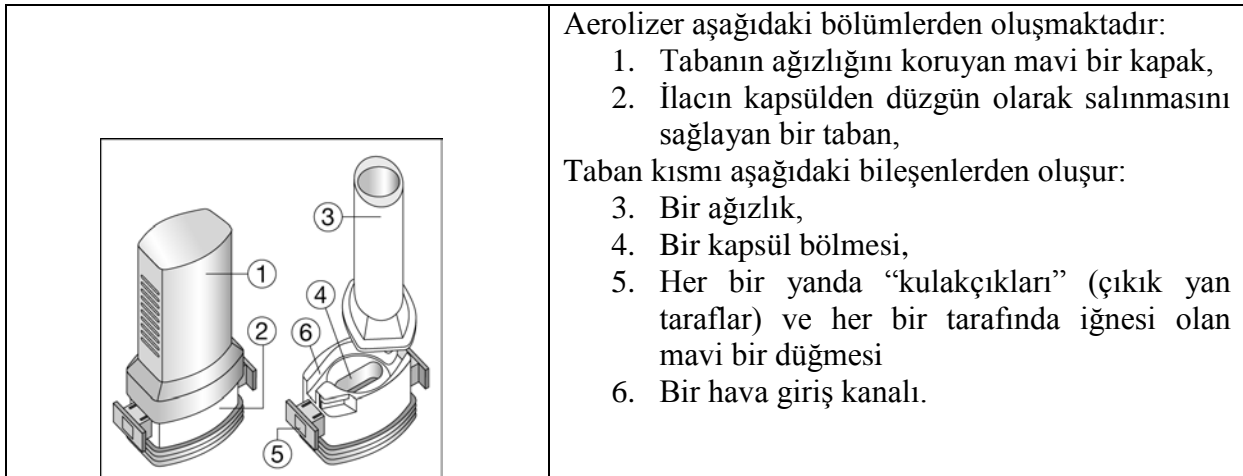 Aerolizer aşağıdaki bölümlerden oluşmaktadır:
1. Tabanın ağızlığını koruyan mavi bir kapak,
2. İlacın kapsülden düzgün olarak salınmasını
sağlayan bir taban,
Taban kısmı aşağıdaki bileşenlerden oluşur:
3. Bir ağızlık,
4. Bir kapsül bölmesi,
5. Her bir yanda “kulakçıkları” (çıkık yan
taraflar) ve her bir tarafında iğnesi olan
mavi bir düğmesi
6. Bir hava giriş kanalı.
3
1
4
6
2
5